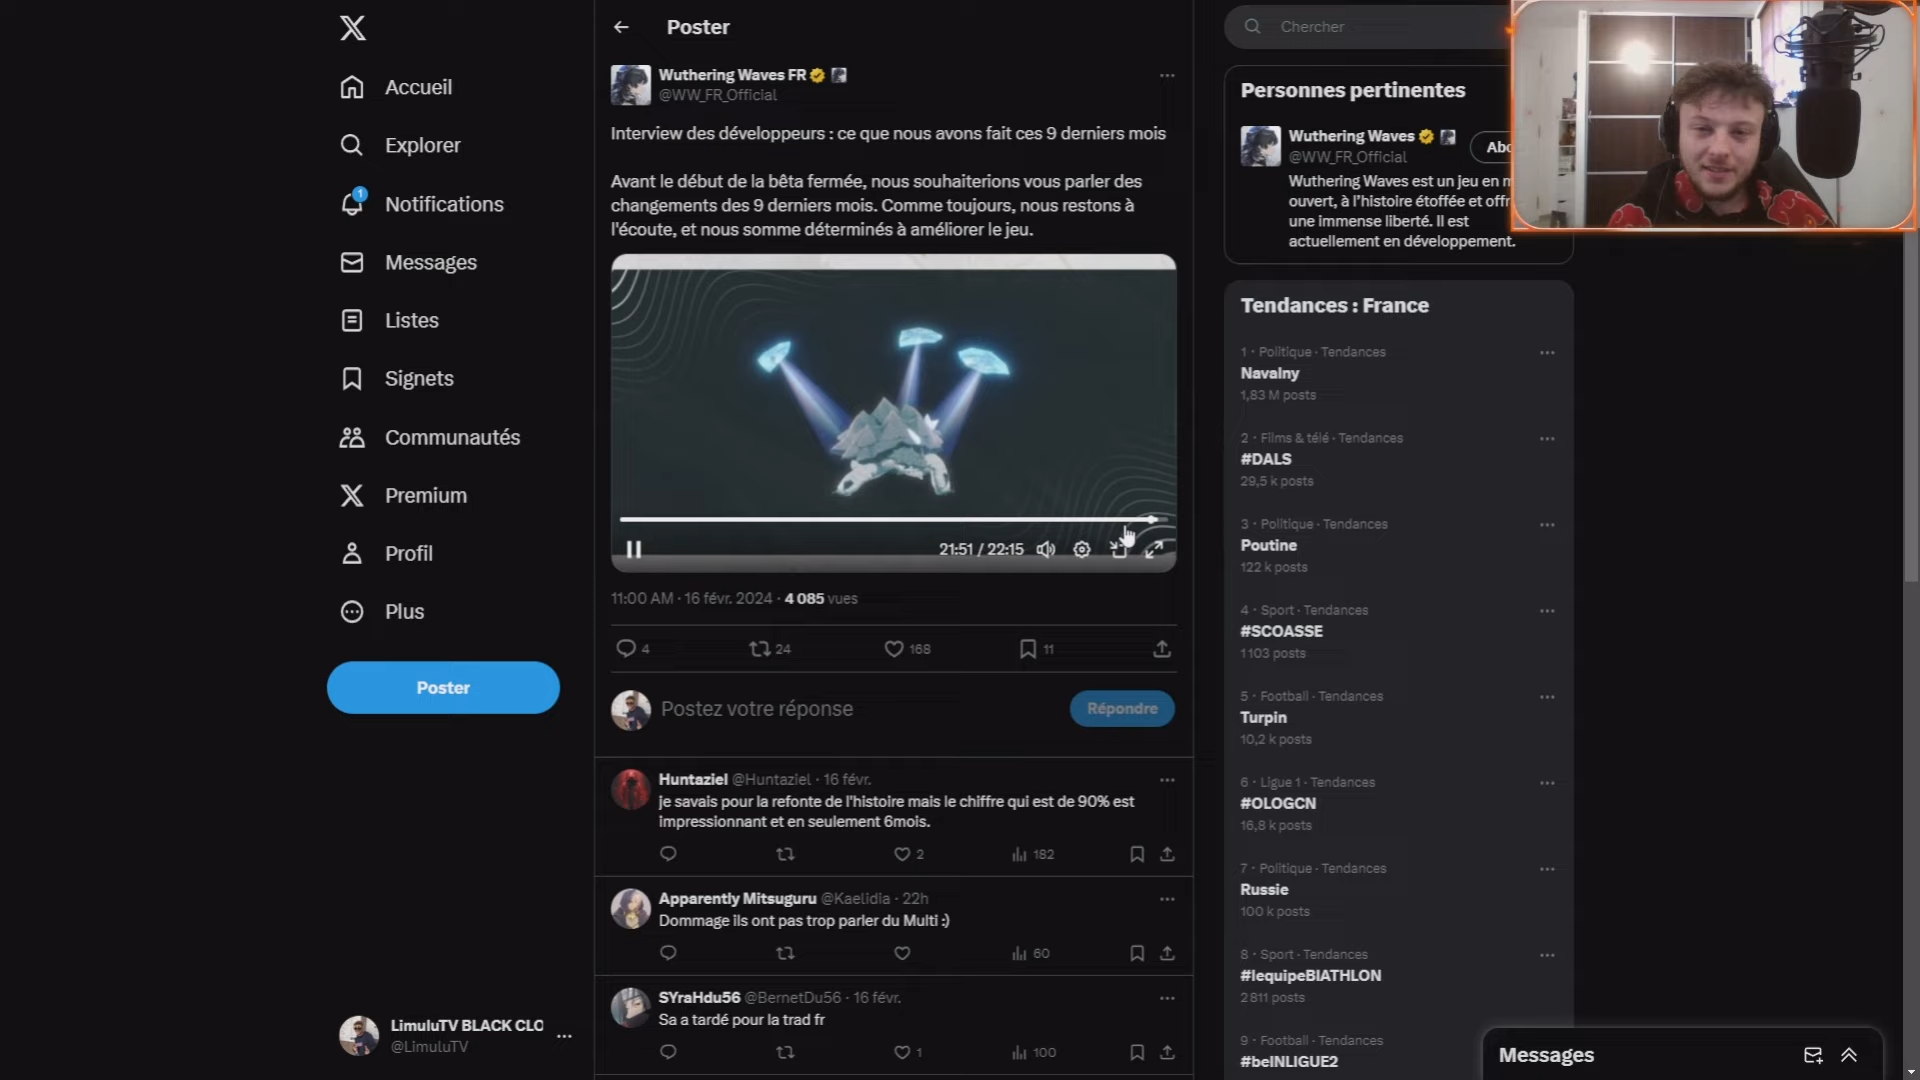 Accueil
Explorer
1
Notifications
Messages
Listes
Signets
Communautés
Premium
Profil
Plus
Poster
LimuluTV BLACK CLO
@LimuluTV
Poster
Wuthering Waves FR
@WW_FR_Official
Interview des développeurs : ce que nous avons fait ces 9 derniers mois
Avant le début de la bêta fermée, nous souhaiterions vous parler des
changements des 9 derniers mois. Comme toujours, nous restons à
l'écoute, et nous somme déterminés à améliorer le jeu.
21:51 / 22:15
11:00 AM · 16 févr. 2024 · 4 085 vues
4
24
168
11
Postez votre réponse
Répondre
Huntaziel @Huntaziel · 16 févr.
je savais pour la refonte de l'histoire mais le chiffre qui est de 90% est
impressionnant et en seulement 6mois.
2
182
Apparently Mitsuguru @Kaelidia · 22h
Dommage ils ont pas trop parler du Multi :)
60
SYraHdu56 @BernetDu56 · 16 févr.
Sa a tardé pour la trad fr
1
100
Chercher
Personnes pertinentes
Wuthering Waves
@WW_FR_Official
Abo
Wuthering Waves est un jeu en m
ouvert, à l'histoire étoffée et offr
une immense liberté. Il est
actuellement en développement.
Tendances : France
1 · Politique · Tendances
Navalny
1,83 M posts
2 · Films & télé · Tendances
#DALS
29,5 k posts
3 · Politique · Tendances
Poutine
122 k posts
4 · Sport · Tendances
#SCOASSE
1 103 posts
5 · Football · Tendances
Turpin
10,2 k posts
6 · Ligue 1 · Tendances
#OLOGCN
16,8 k posts
7 · Politique · Tendances
Russie
100 k posts
8 · Sport · Tendances
#lequipeBIATHLON
2 811 posts
9 · Football · Tendances
#beINLIGUE2
Messages